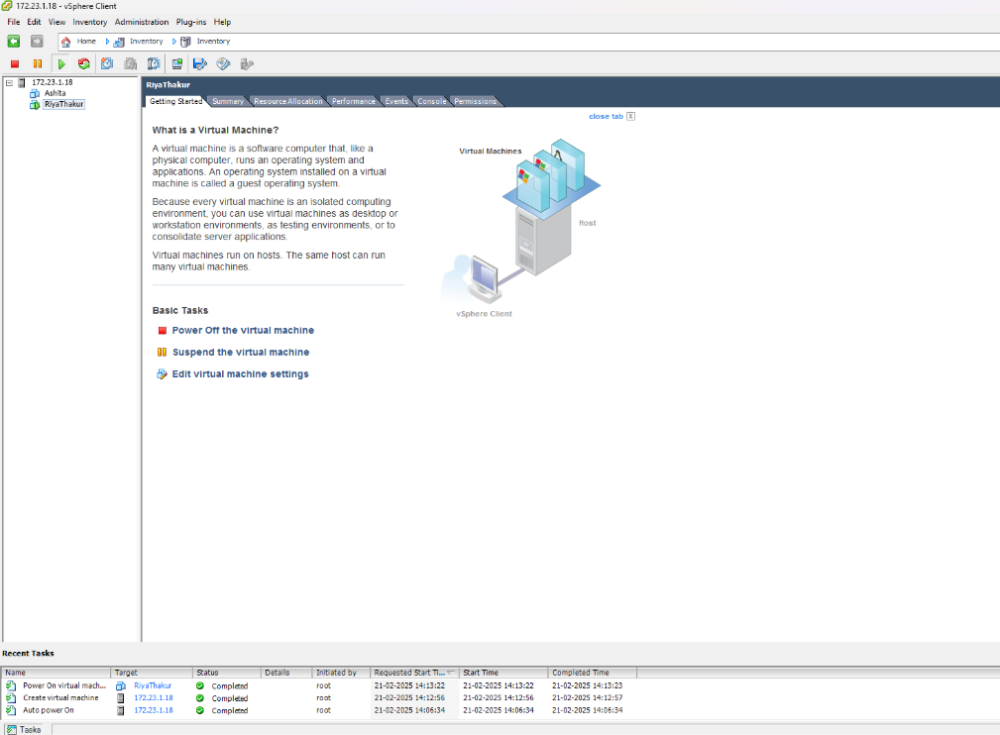 172.23.1.18 - vSphere Client
File Edit View Inventory Administration Plug-ins Help
Home Inventory Inventory
172.23.1.18
Ashita
RiyaThakur
RiyaThakur
Getting Started Summary Resource Allocation Performance Events Console Permissions
close tab X
What is a Virtual Machine?
A virtual machine is a software computer that, like a
physical computer, runs an operating system and
applications. An operating system installed on a virtual
machine is called a guest operating system.
Because every virtual machine is an isolated computing
environment, you can use virtual machines as desktop or
workstation environments, as testing environments, or to
consolidate server applications.
Virtual machines run on hosts. The same host can run
many virtual machines.
Virtual Machines
Host
vSphere Client
Basic Tasks
Power Off the virtual machine
Suspend the virtual machine
Edit virtual machine settings
Recent Tasks
Name Target Status Details Initiated by Requested Start Ti... Start Time Completed Time
Power On virtual mach... RiyaThakur Completed root 21-02-2025 14:13:22 21-02-2025 14:13:22 21-02-2025 14:13:23
Create virtual machine 172.23.1.18 Completed root 21-02-2025 14:12:56 21-02-2025 14:12:56 21-02-2025 14:12:57
Auto power On 172.23.1.18 Completed root 21-02-2025 14:06:34 21-02-2025 14:06:34 21-02-2025 14:06:34
Tasks